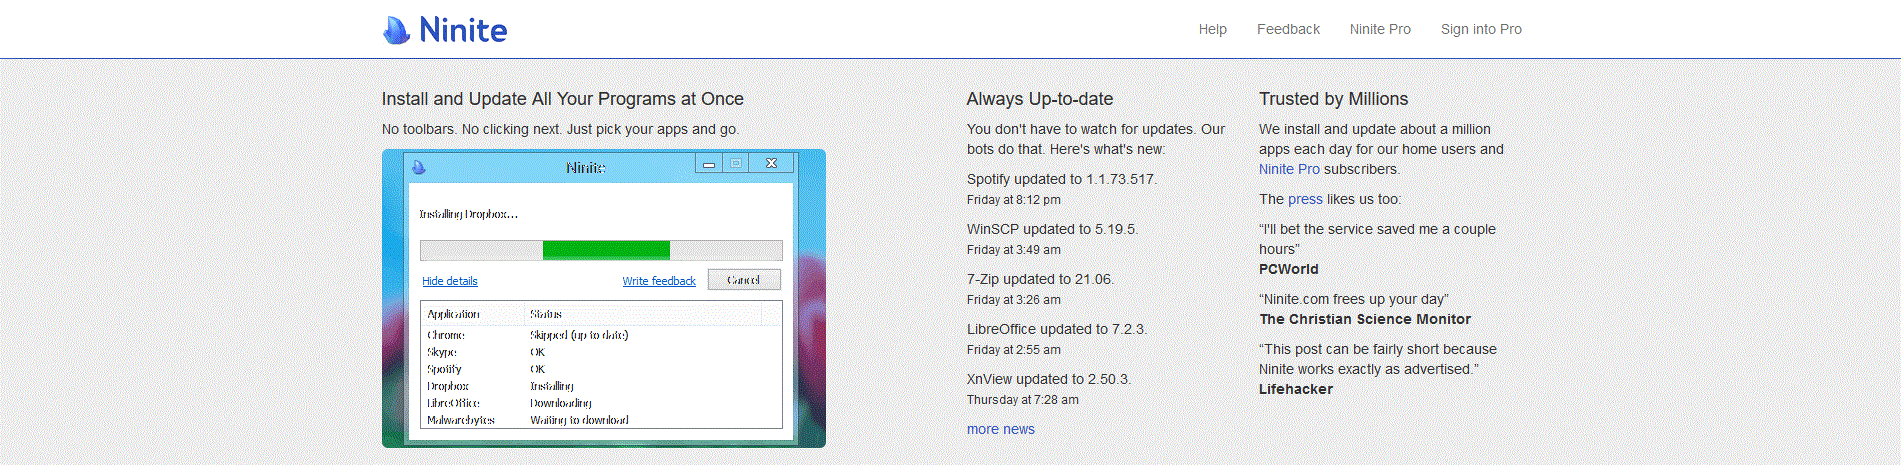 Ninite
Help
Feedback
Ninite Pro
Sign into Pro
Install and Update All Your Programs at Once
No toolbars. No clicking next. Just pick your apps and go.
Ninite
Installing Dropbox...
Hide details
Write feedback
Cancel
Application Status
Chrome Skipped (up to date)
Skype OK
Spotify OK
Dropbox Installing
LibreOffice Downloading
Malwarebytes Waiting to download
Always Up-to-date
You don't have to watch for updates. Our
bots do that. Here's what's new:
Spotify updated to 1.1.73.517.
Friday at 8:12 pm
WinSCP updated to 5.19.5.
Friday at 3:49 am
7-Zip updated to 21.06.
Friday at 3:26 am
LibreOffice updated to 7.2.3.
Friday at 2:55 am
XnView updated to 2.50.3.
Thursday at 7:28 am
more news
Trusted by Millions
We install and update about a million
apps each day for our home users and
Ninite Pro subscribers.
The press likes us too:
“I'll bet the service saved me a couple
hours”
PCWorld
“Ninite.com frees up your day”
The Christian Science Monitor
“This post can be fairly short because
Ninite works exactly as advertised.”
Lifehacker